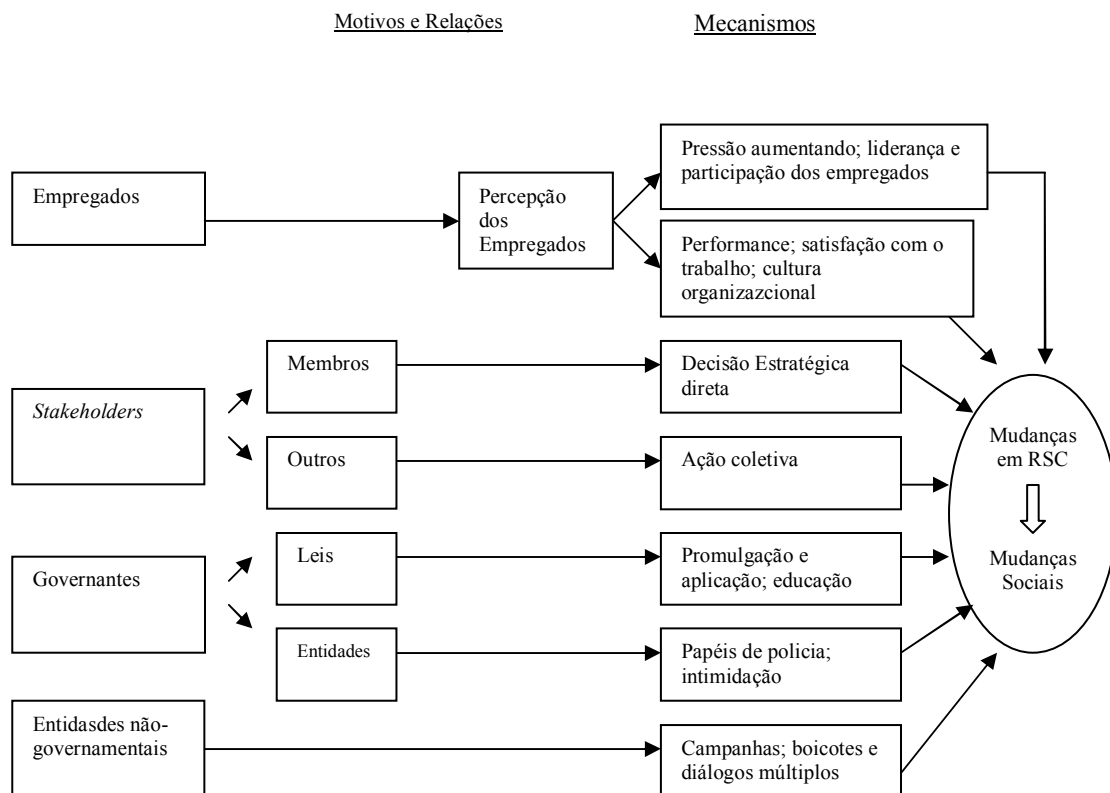 Motivos e Relações
Mecanismos
Empregados
Percepção
dos
Empregados
Pressão aumentando; liderança e
participação dos empregados
Performance; satisfação com o
trabalho; cultura
organizazcional
Stakeholders
Membros
Outros
Decisão Estratégica
direta
Ação coletiva
Governantes
Leis
Entidades
Promulgação e
aplicação; educação
Papéis de policia;
intimidação
Entidasdes não-
governamentais
Campanhas; boicotes e
diálogos múltiplos
Mudanças
em RSC
Mudanças
Sociais